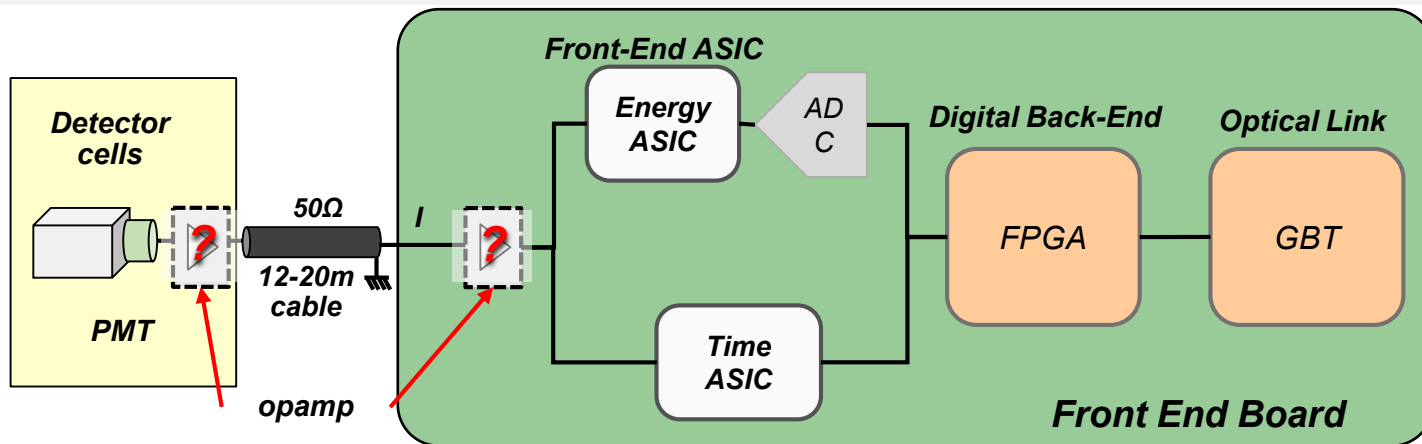 Detector
cells
?
PMT
50Ω
12-20m
cable
I
?
opamp
Front-End ASIC
Energy
ASIC
AD
C
Time
ASIC
Digital Back-End
FPGA
Optical Link
GBT
Front End Board